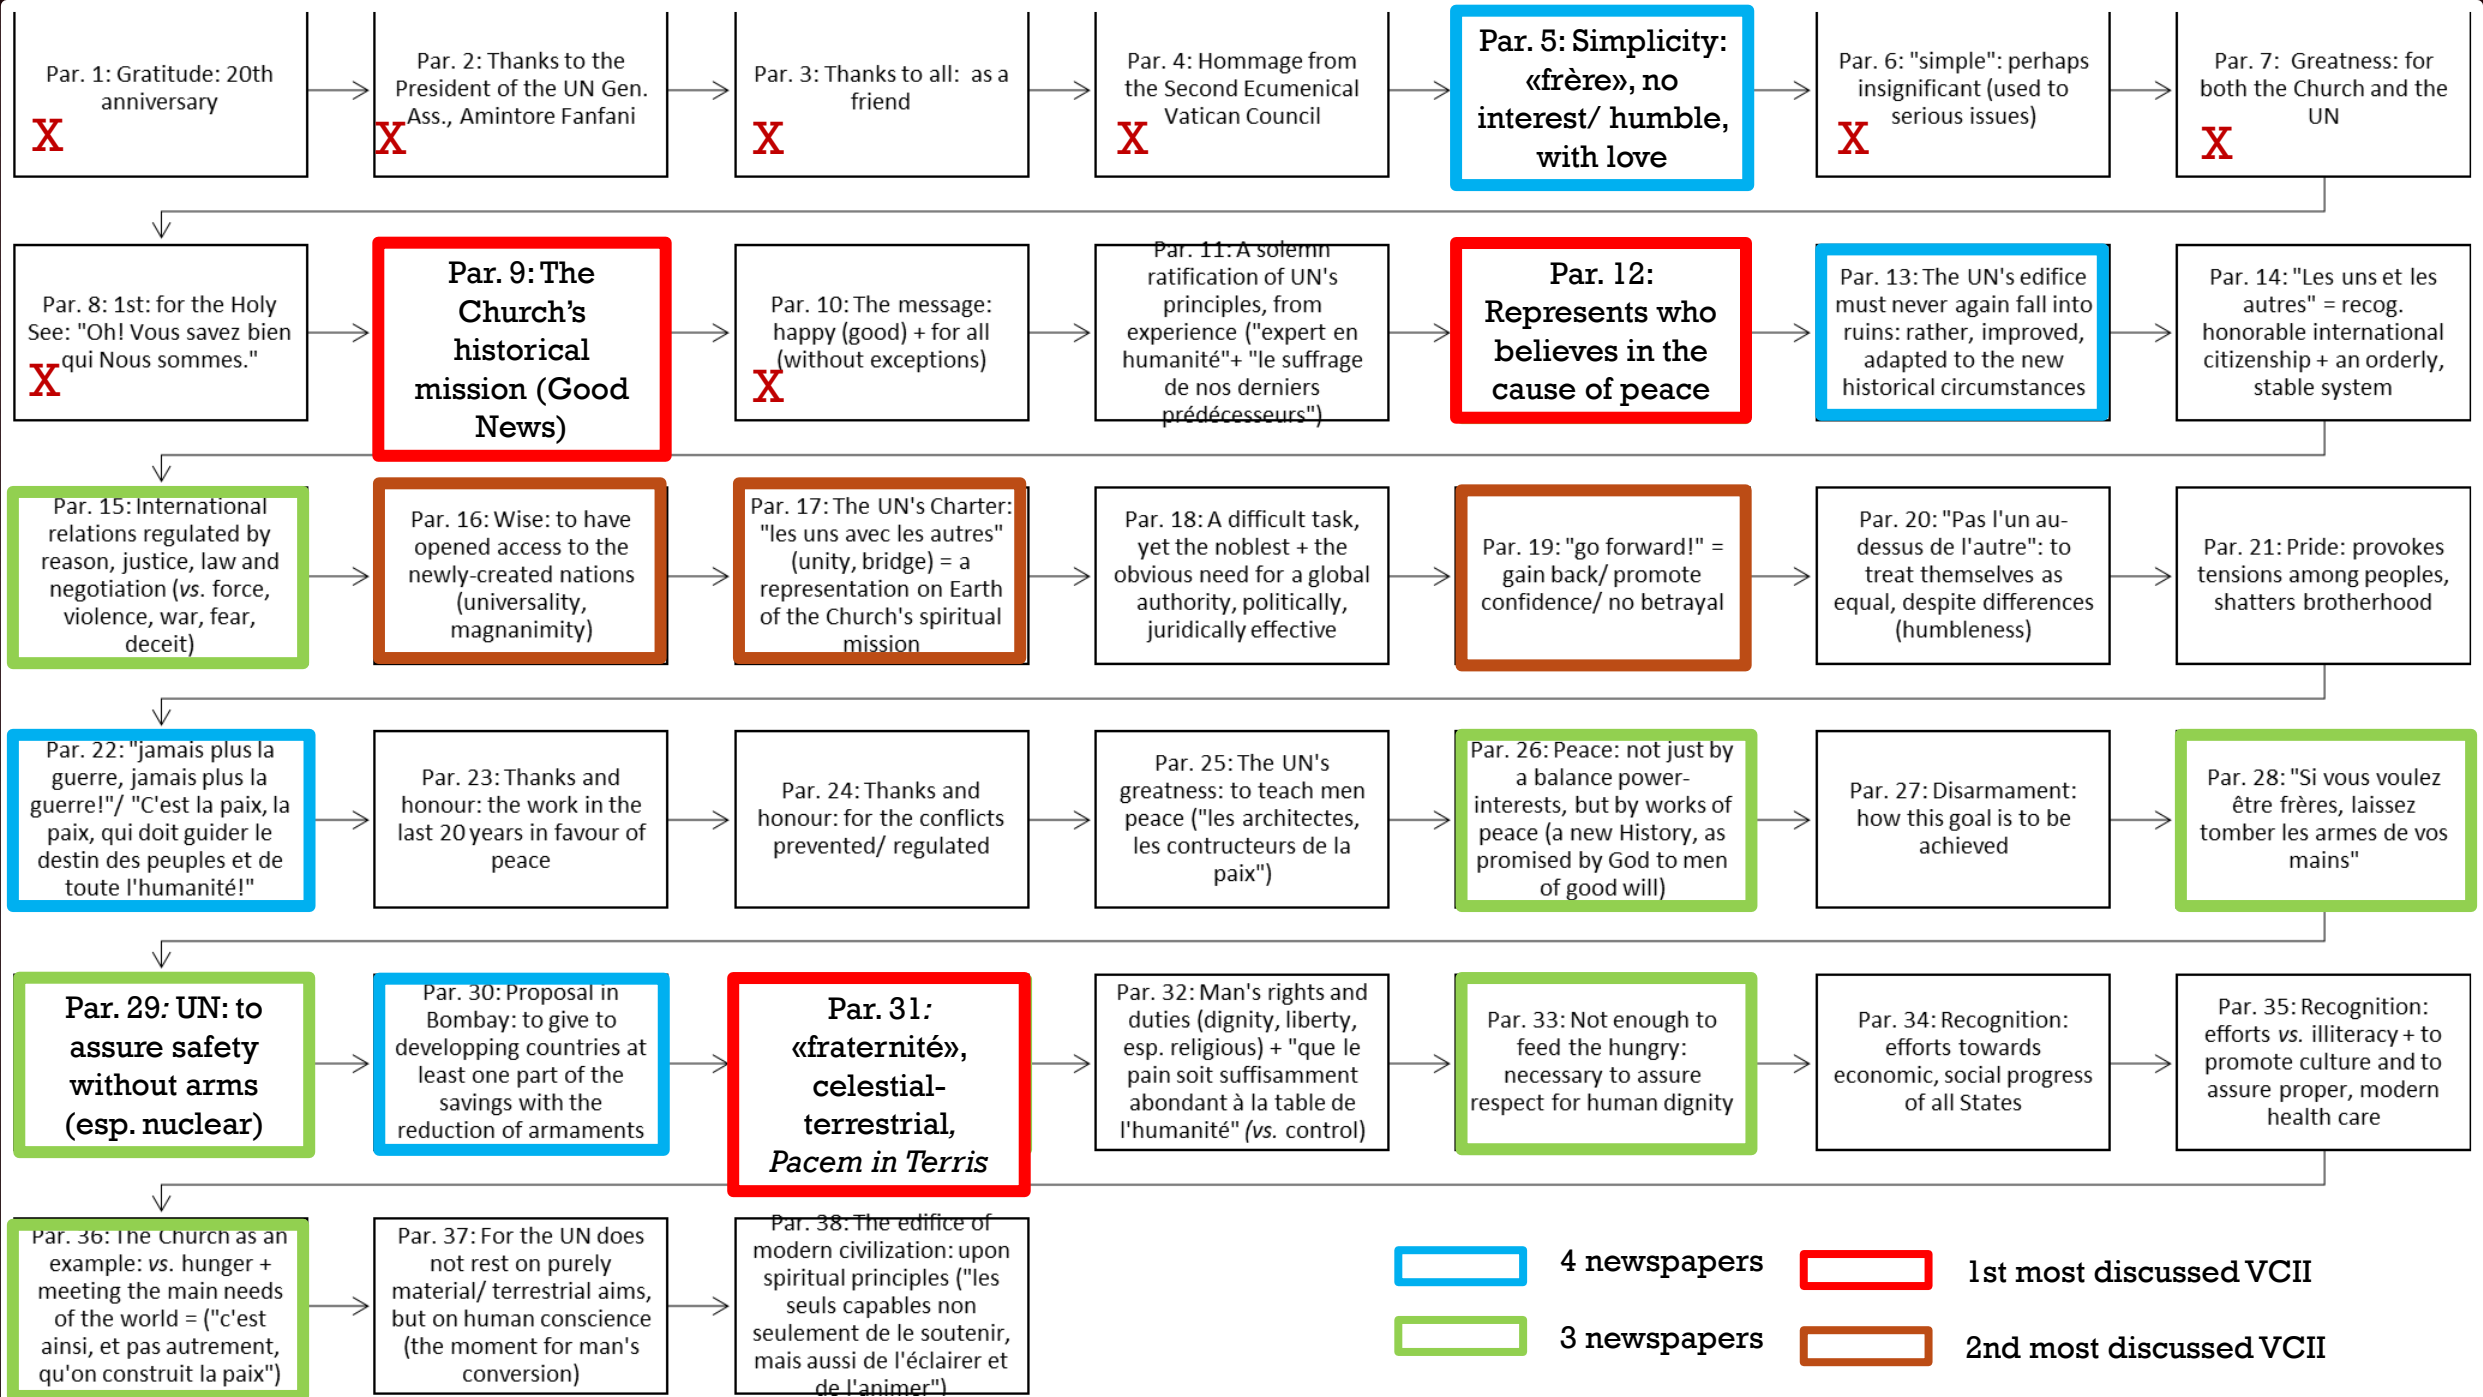 Par. 1: Gratitude: 20th
anniversary
X
Par. 2: Thanks to the
President of the UN Gen.
Ass., Amintore Fanfani
X
Par. 3: Thanks to all: as a
friend
X
Par. 4: Hommage from
the Second Ecumenical
Vatican Council
X
Par. 5: Simplicity:
«frère», no
interest/ humble,
with love
Par. 6: "simple": perhaps
insignificant (used to
serious issues)
X
Par. 7: Greatness: for
both the Church and the
UN
X
Par. 8: 1st: for the Holy
See: "Oh! Vous savez bien
qui Nous sommes."
X
Par. 9: The
Church's
historical
mission (Good
News)
Par. 10: The message:
happy (good) + for all
(without exceptions)
X
Par. 11: A solemn
ratification of UN's
principles, from
experience ("expert en
humanité"+ "le suffrage
de nos derniers
prédécesseurs")
Par. 12:
Represents who
believes in the
cause of peace
Par. 13: The UN's edifice
must never again fall into
ruins: rather, improved,
adapted to the new
historical circumstances
Par. 14: "Les uns et les
autres" = recog.
honorable international
citizenship + an orderly,
stable system
Par. 15: International
relations regulated by
reason, justice, law and
negotiation (vs. force,
violence, war, fear,
deceit)
Par. 16: Wise: to have
opened access to the
newly-created nations
(universality,
magnanimity)
Par. 17: The UN's Charter:
"les uns avec les autres"
(unity, bridge) = a
representation on Earth
of the Church's spiritual
mission
Par. 18: A difficult task,
yet the noblest + the
obvious need for a global
authority, politically,
juridically effective
Par. 19: "go forward!" =
gain back/ promote
confidence/ no betrayal
Par. 20: "Pas l'un au-
dessus de l'autre": to
treat themselves as
equal, despite differences
(humbleness)
Par. 21: Pride: provokes
tensions among peoples,
shatters brotherhood
Par. 22: "jamais plus la
guerre, jamais plus la
guerre!"/ "C'est la paix, la
paix, qui doit guider le
destin des peuples et de
toute l'humanité!"
Par. 23: Thanks and
honour: the work in the
last 20 years in favour of
peace
Par. 24: Thanks and
honour: for the conflicts
prevented/ regulated
Par. 25: The UN's
greatness: to teach men
peace ("les architectes,
les contructeurs de la
paix")
Par. 26: Peace: not just by
a balance power-
interests, but by works of
peace (a new History, as
promised by God to men
of good will)
Par. 27: Disarmament:
how this goal is to be
achieved
Par. 28: "Si vous voulez
être frères, laissez
tomber les armes de vos
mains"
Par. 29: UN: to
assure safety
without arms
(esp. nuclear)
Par. 30: Proposal in
Bombay: to give to
developping countries at
least one part of the
savings with the
reduction of armaments
Par. 31:
«fraternité»,
celestial-
terrestrial,
Pacem in Terris
Par. 32: Man's rights and
duties (dignity, liberty,
esp. religious) + "que le
pain soit suffisamment
abondant à la table de
l'humanité" (vs. control)
Par. 33: Not enough to
feed the hungry:
necessary to assure
respect for human dignity
Par. 34: Recognition:
efforts towards
economic, social progress
of all States
Par. 35: Recognition:
efforts vs. illiteracy + to
promote culture and to
assure proper, modern
health care
Par. 36: The Church as an
example: vs. hunger +
meeting the main needs
of the world = ("c'est
ainsi, et pas autrement,
qu'on construit la paix")
Par. 37: For the UN does
not rest on purely
material/ terrestrial aims,
but on human conscience
(the moment for man's
conversion)
Par. 38: The edifice of
modern civilization: upon
spiritual principles ("les
seuls capables non
seulement de le soutenir,
mais aussi de l'éclairer et
de l'animer")
4 newspapers
1st most discussed VCII
3 newspapers
2nd most discussed VCII